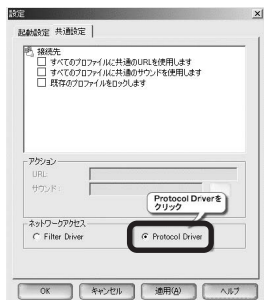 設定
起動設定
共通設定
接続先
すべてのプロファイルに共通のURLを使用します
すべてのプロファイルに共通のサウンドを使用します
既存のプロファイルをロックします
アクション
URL:
サウンド:
Protocol Driverを
クリック
ネットワークアクセス
Filter Driver
Protocol Driver
OK
キャンセル
適用(A)
ヘルプ